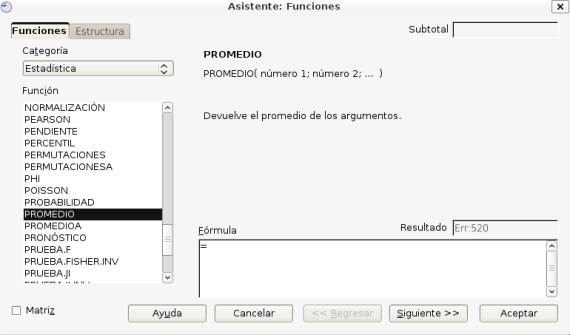 Asistente: Funciones
Funciones Estructura
Subtotal
Categoría
Estadística
PROMEDIO
PROMEDIO( número 1; número 2; ... )
Función
Devuelve el promedio de los argumentos.
NORMALIZACIÓN
PEARSON
PENDIENTE
PERCENTIL
PERMUTACIONES
PERMUTACIONESA
PHI
POISSON
PROBABILIDAD
PROMEDIO
PROMEDIOA
PRONÓSTICO
PRUEBA.F
PRUEBA.FISHER.INV
PRUEBA.JI
Fórmula
Resultado Err:520
=
Matriz
Ayuda Cancelar << Regresar Siguiente >> Aceptar